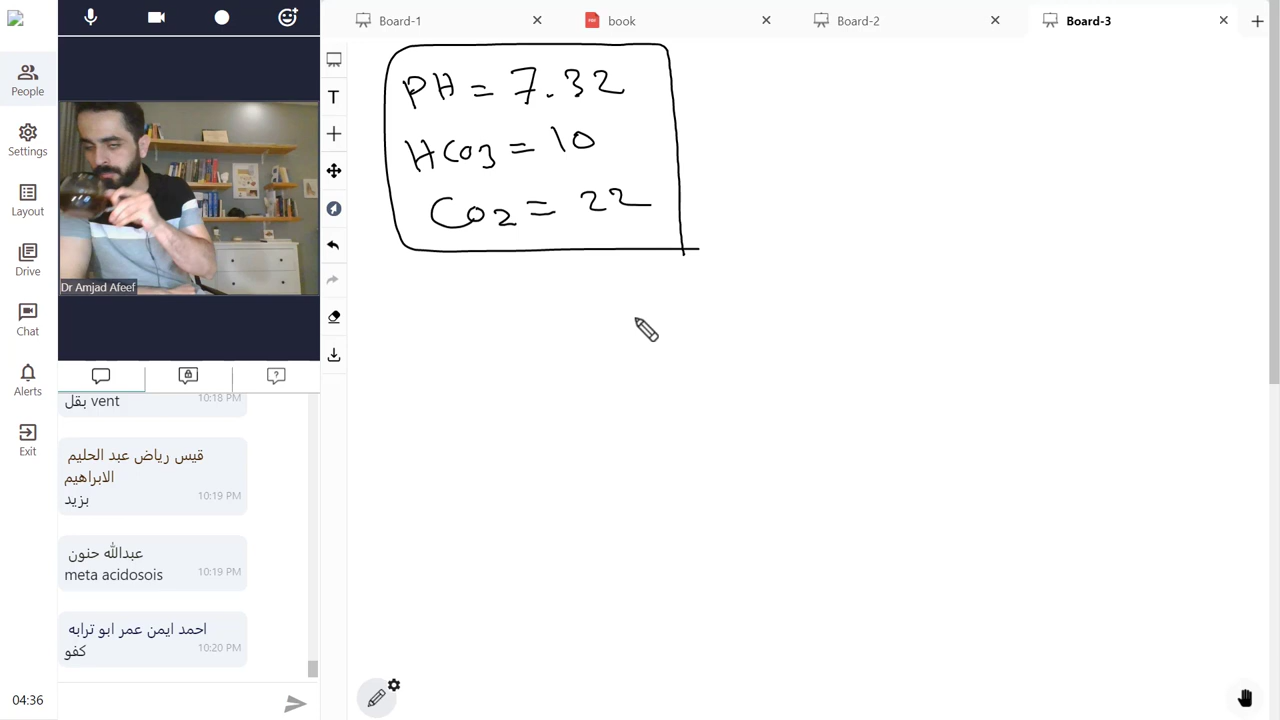 Board-1
book
Board-2
Board-3
People
Settings
Layout
Drive
Chat
Alerts
Exit
04:36
Dr Amjad Afeef
PH = 7.32
HCO3 = 10
CO2 = 22
بقل vent
10:18 PM
قيس رياض عبد الحليم
الابراهيم
بزيد
10:19 PM
عبدالله حنون
meta acidosois
10:19 PM
احمد ايمن عمر ابو ترابه
كفو
10:20 PM